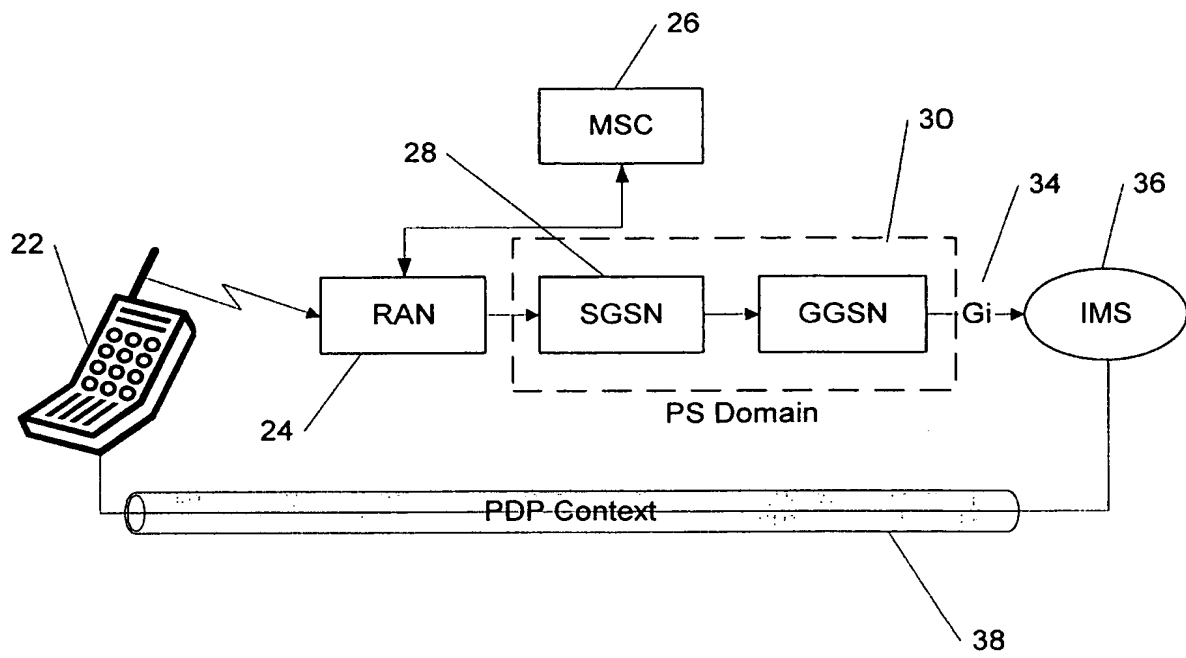 26
MSC
30
28
34
36
22
RAN
SGSN
GGSN
Gi
IMS
PS Domain
24
PDP Context
38